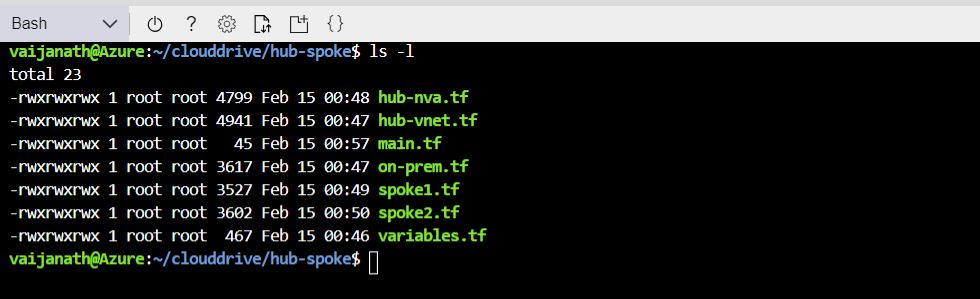 Bash ? {}
vaijanath@Azure:~/clouddrive/hub-spoke$ ls -l
total 23
-rwxrwxrwx 1 root root 4799 Feb 15 00:48 hub-nva.tf
-rwxrwxrwx 1 root root 4941 Feb 15 00:47 hub-vnet.tf
-rwxrwxrwx 1 root root   45 Feb 15 00:57 main.tf
-rwxrwxrwx 1 root root 3617 Feb 15 00:47 on-prem.tf
-rwxrwxrwx 1 root root 3527 Feb 15 00:49 spoke1.tf
-rwxrwxrwx 1 root root 3602 Feb 15 00:50 spoke2.tf
-rwxrwxrwx 1 root root  467 Feb 15 00:46 variables.tf
vaijanath@Azure:~/clouddrive/hub-spoke$